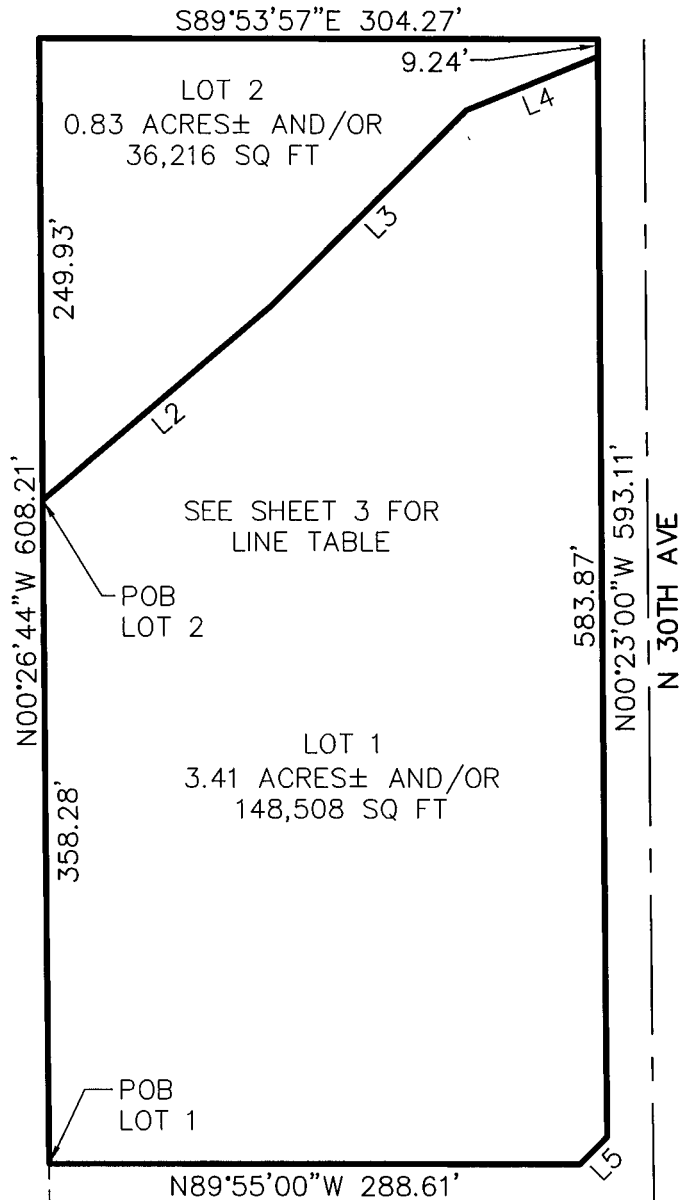 S89°53'57"E 304.27'
9.24'
LOT 2
0.83 ACRES± AND/OR
36,216 SQ FT
L4
L3
249.93'
L2
SEE SHEET 3 FOR
LINE TABLE
N00°26'44"W 608.21'
POB
LOT 2
583.87'
N00°23'00"W 593.11'
N 30TH AVE
LOT 1
3.41 ACRES± AND/OR
148,508 SQ FT
358.28'
POB
LOT 1
L5
N89°55'00"W 288.61'